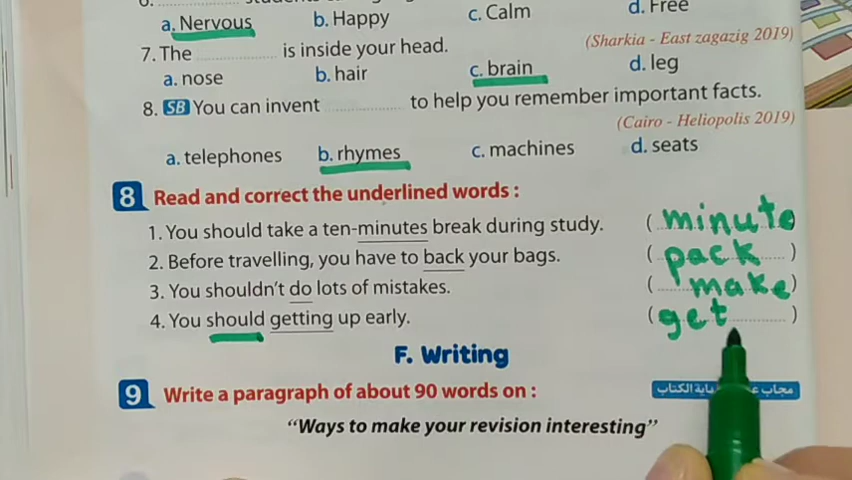 a. Nervous b. Happy c. Calm d. Free
7. The ............ is inside your head. (Sharkia - East zagazig 2019)
a. nose b. hair c. brain d. leg
8. SB You can invent ............ to help you remember important facts.
(Cairo - Heliopolis 2019)
a. telephones b. rhymes c. machines d. seats
8 Read and correct the underlined words :
1. You should take a ten-minutes break during study. (minute
2. Before travelling, you have to back your bags. (pack)
3. You shouldn't do lots of mistakes. (make)
4. You should getting up early. (get)
F. Writing
9 Write a paragraph of about 90 words on :
مجاب بنهاية الكتاب
"Ways to make your revision interesting"